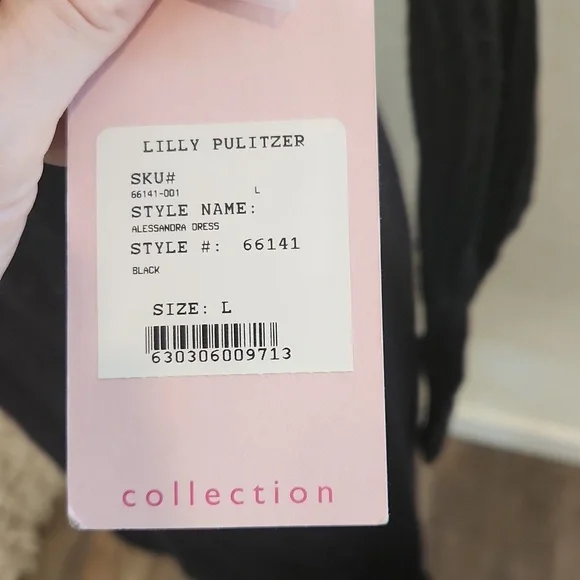 LILLY PULITZER
SKU#
66141-001 L
STYLE NAME:
ALESSANDRA DRESS
STYLE #: 66141
BLACK
SIZE: L
630306009713
collection